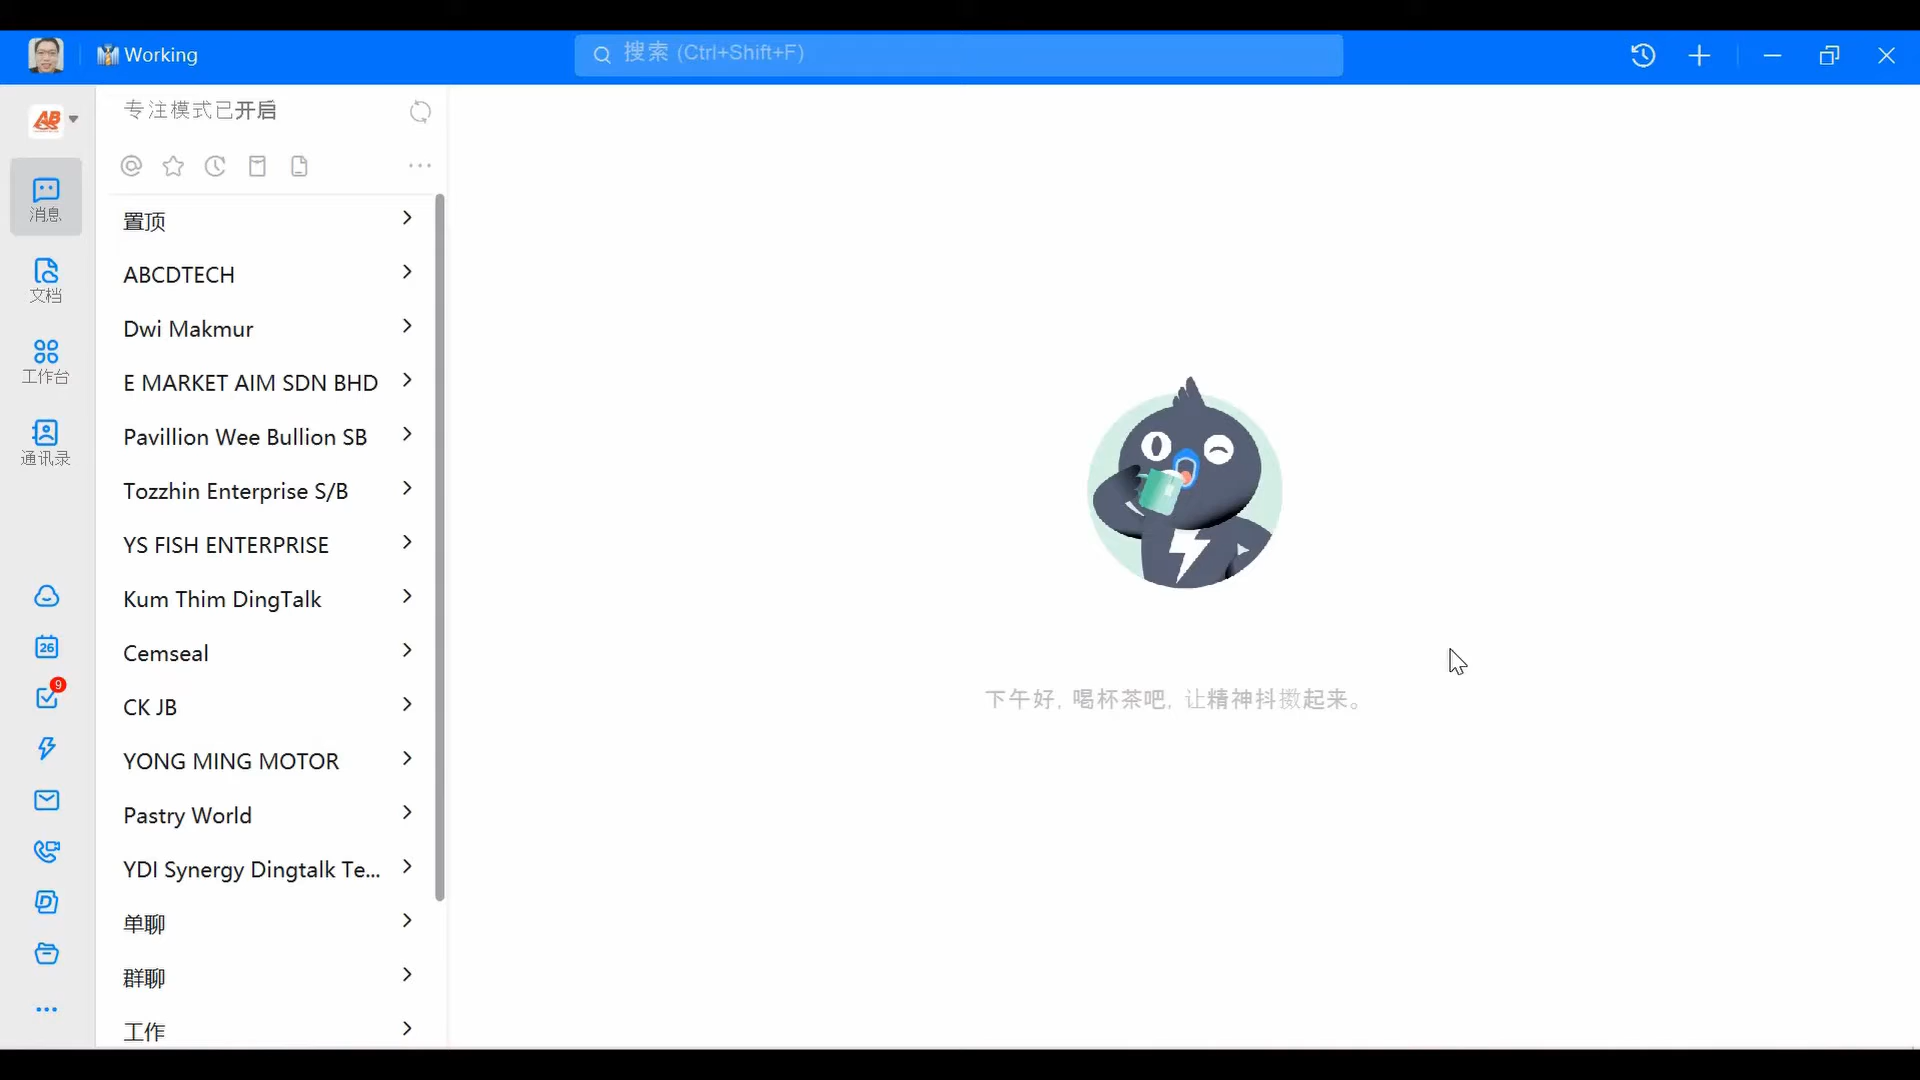 Working
搜索 (Ctrl+Shift+F)
AB
专注模式已开启
消息
文档
工作台
通讯录
26
9
置顶
ABCDTECH
Dwi Makmur
E MARKET AIM SDN BHD
Pavillion Wee Bullion SB
Tozzhin Enterprise S/B
YS FISH ENTERPRISE
Kum Thim DingTalk
Cemseal
CK JB
YONG MING MOTOR
Pastry World
YDI Synergy Dingtalk Te...
单聊
群聊
工作
下午好, 喝杯茶吧, 让精神抖擞起来。